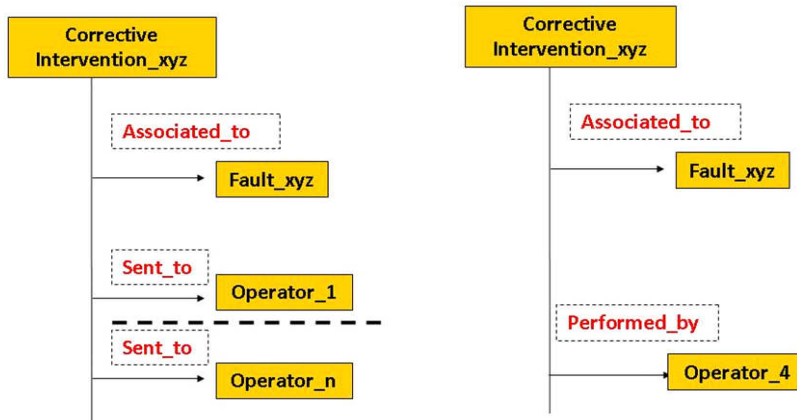 Corrective
Intervention_xyz
Associated_to
Fault_xyz
Sent_to
Operator_1
Sent_to
Operator_n
Corrective
Intervention_xyz
Associated_to
Fault_xyz
Performed_by
Operator_4